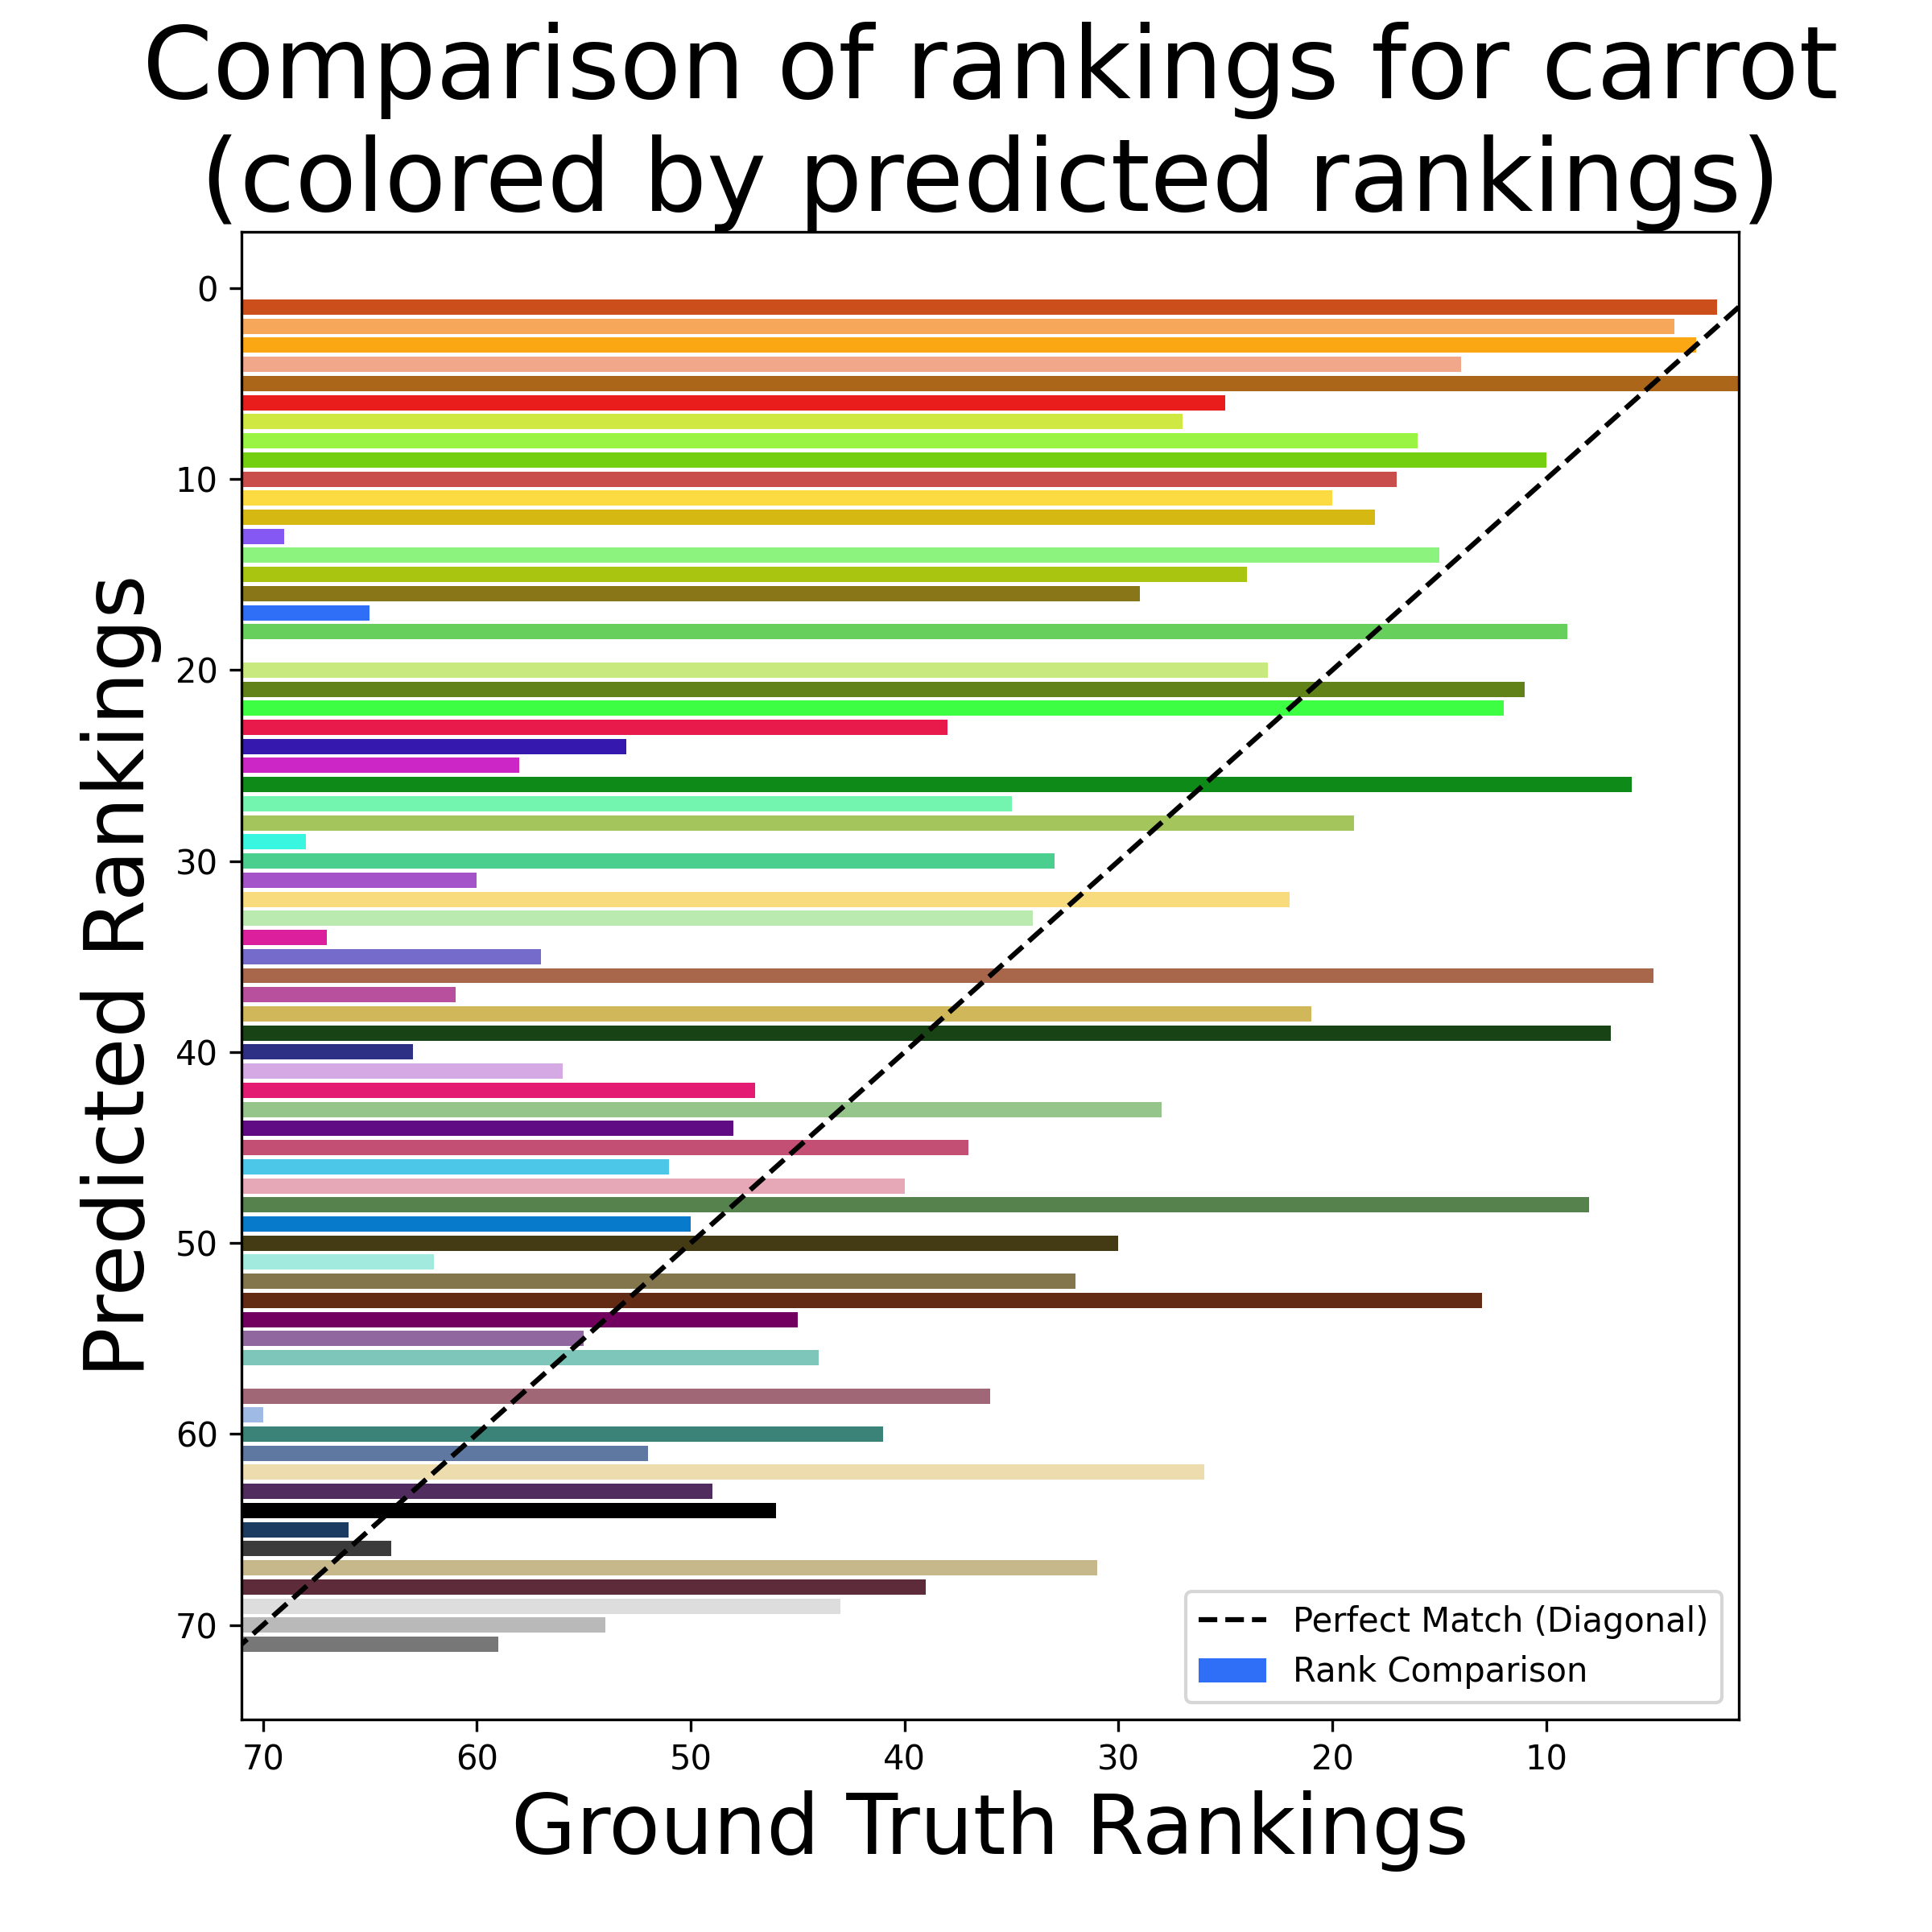 Comparison of rankings for carrot
(colored by predicted rankings)
Predicted Rankings
0
10
20
30
40
50
60
70
Perfect Match (Diagonal)
Rank Comparison
70 60 50 40 30 20 10
Ground Truth Rankings